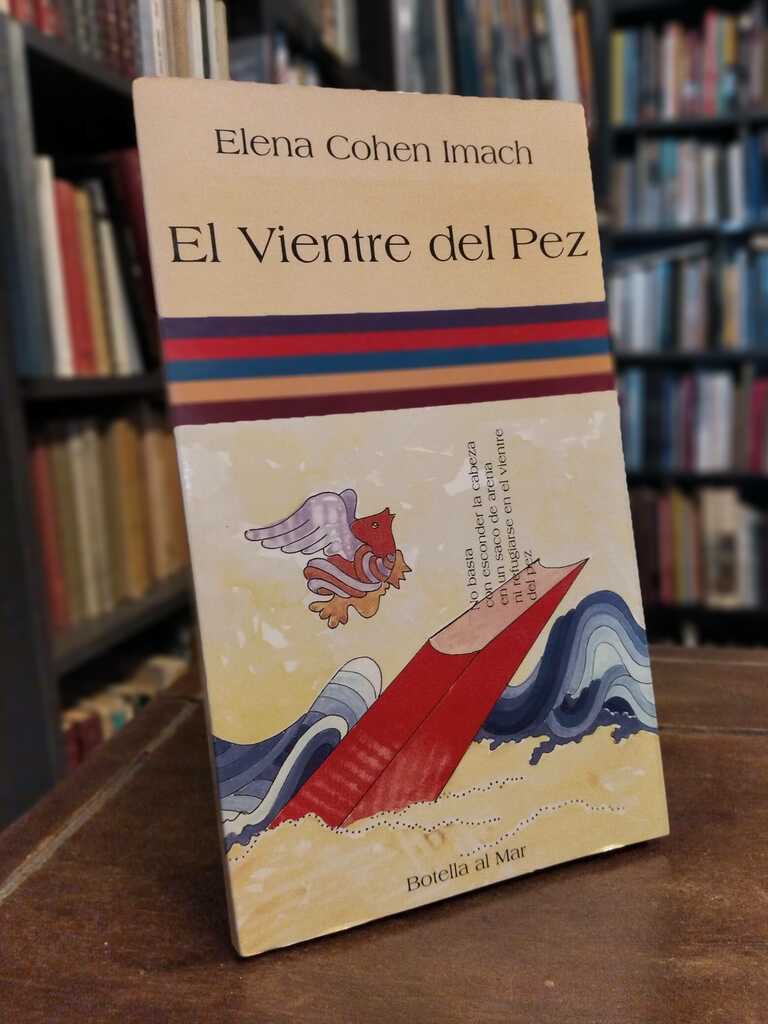 Elena Cohen Imach
El Vientre del Pez
No basta
con esconder la cabeza
en un saco de arena
ni refugiarse en el vientre
del pez
Botella al Mar